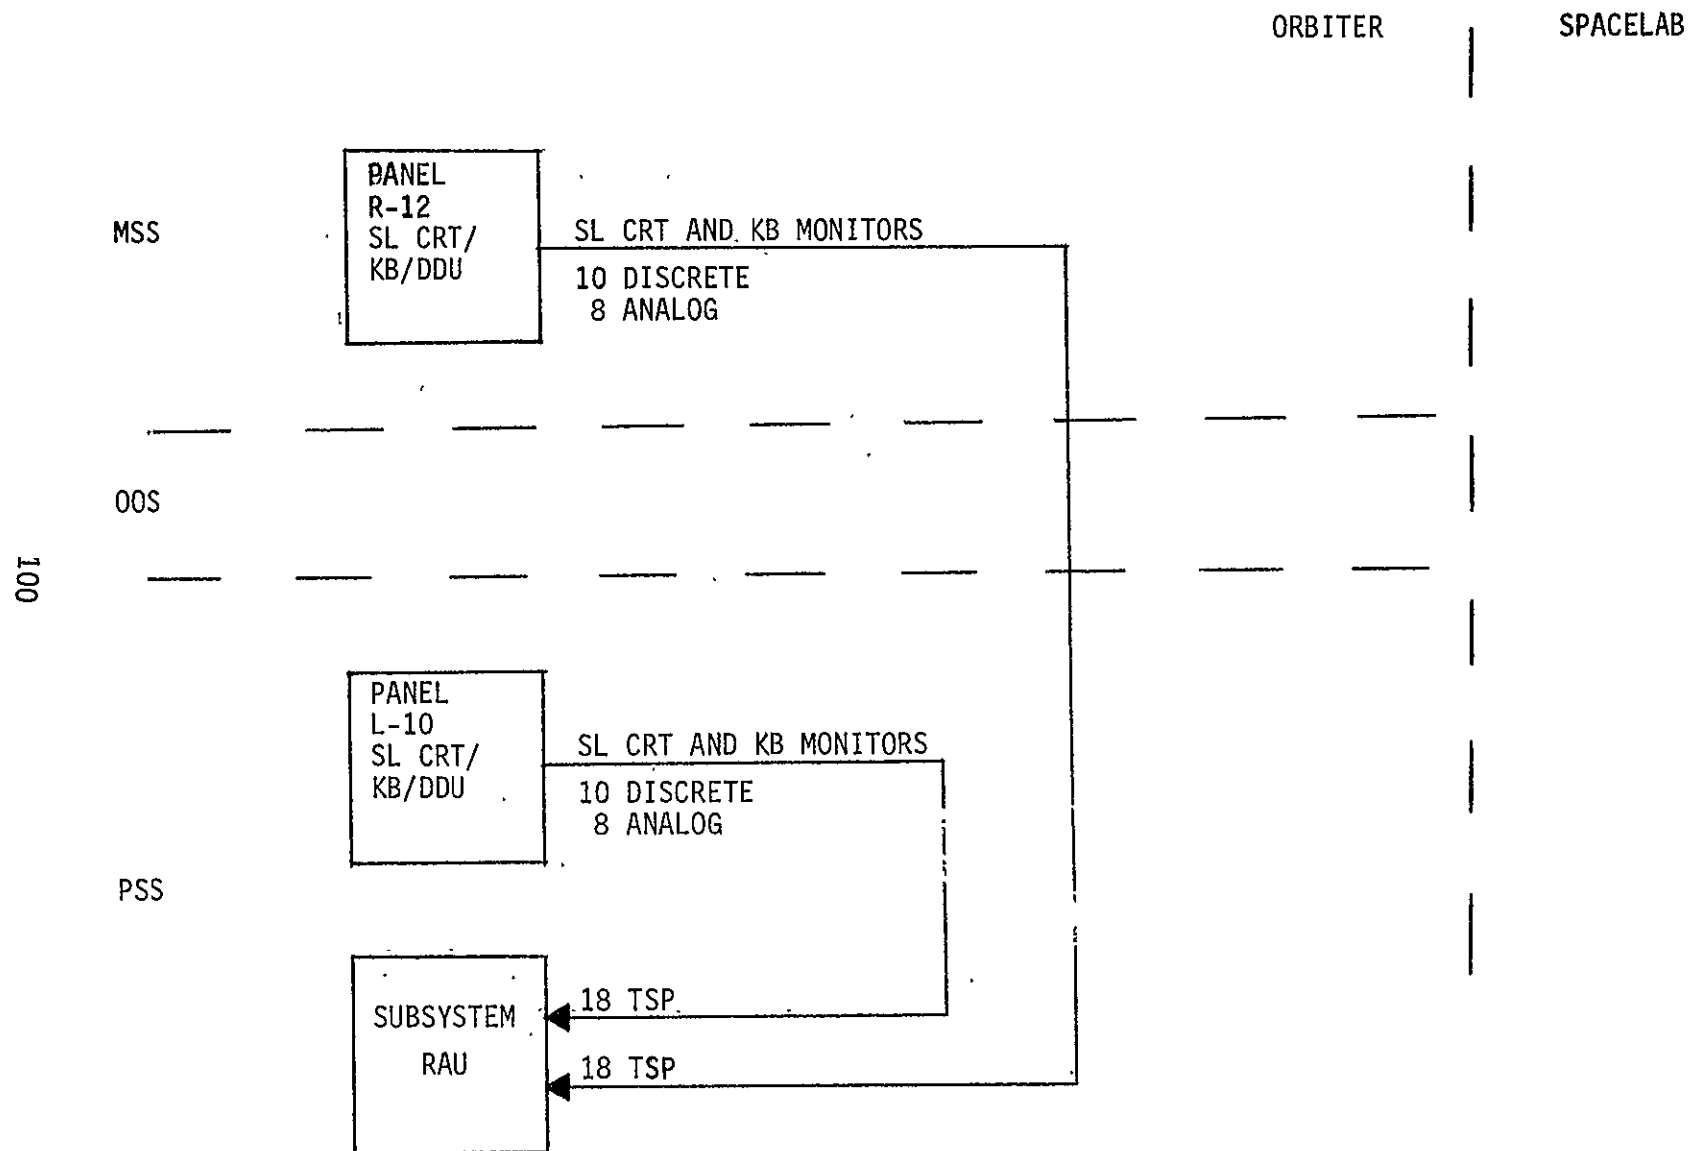 ORBITER
SPACELAB
PANEL
R-12
SL CRT/
KB/DDU
MSS
SL CRT AND KB MONITORS
10 DISCRETE
8 ANALOG
OOS
100
PANEL
L-10
SL CRT/
KB/DDU
SL CRT AND KB MONITORS
10 DISCRETE
8 ANALOG
PSS
SUBSYSTEM
RAU
18 TSP
18 TSP